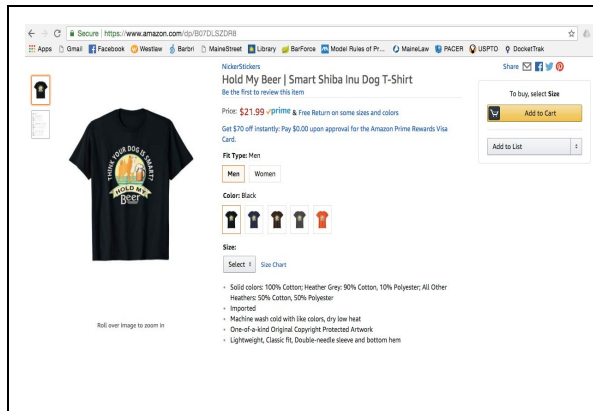 Secure | https://www.amazon.com/dp/B07DLSZDR8
Apps Gmail Facebook Westlaw Barbri MaineStreet Library BarForce Model Rules of Pr... MaineLaw PACER USPTO DocketTrak
NickerStickers
Share
Hold My Beer | Smart Shiba Inu Dog T-Shirt
Be the first to review this item
Price: $21.99 prime & Free Return on some sizes and colors
Get $70 off instantly: Pay $0.00 upon approval for the Amazon Prime Rewards Visa
Card.
To buy, select Size
Add to Cart
Add to List
Fit Type: Men
Men Women
Color: Black
Size:
Select Size Chart
Solid colors: 100% Cotton; Heather Grey: 90% Cotton, 10% Polyester; All Other
Heathers: 50% Cotton, 50% Polyester
Imported
Machine wash cold with like colors, dry low heat
One-of-a-kind Original Copyright Protected Artwork
Lightweight, Classic fit, Double-needle sleeve and bottom hem
THINK YOUR DOG IS SMART?
HOLD MY
Beer
Roll over image to zoom in